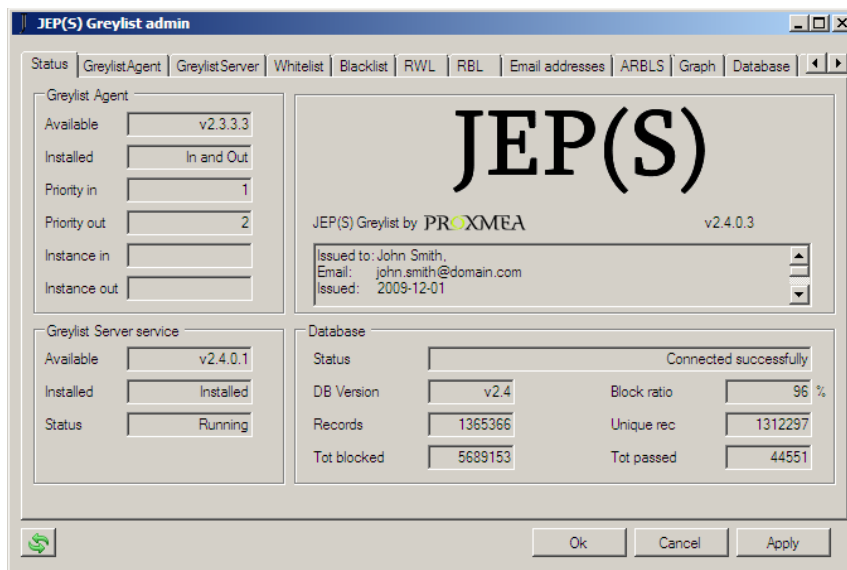 JEP(S) Greylist admin
Status GreylistAgent GreylistServer Whitelist Blacklist RWL RBL Email addresses ARBLS Graph Database
Greylist Agent
Available v2.3.3.3
Installed In and Out
Priority in 1
Priority out 2
Instance in
Instance out
JEP(S)
JEP(S) Greylist by PROXMEA v2.4.0.3
Issued to: John Smith,
Email: john.smith@domain.com
Issued: 2009-12-01
Greylist Server service
Available v2.4.0.1
Installed Installed
Status Running
Database
Status Connected successfully
DB Version v2.4 Block ratio 96 %
Records 1365366 Unique rec 1312297
Tot blocked 5689153 Tot passed 44551
Ok Cancel Apply